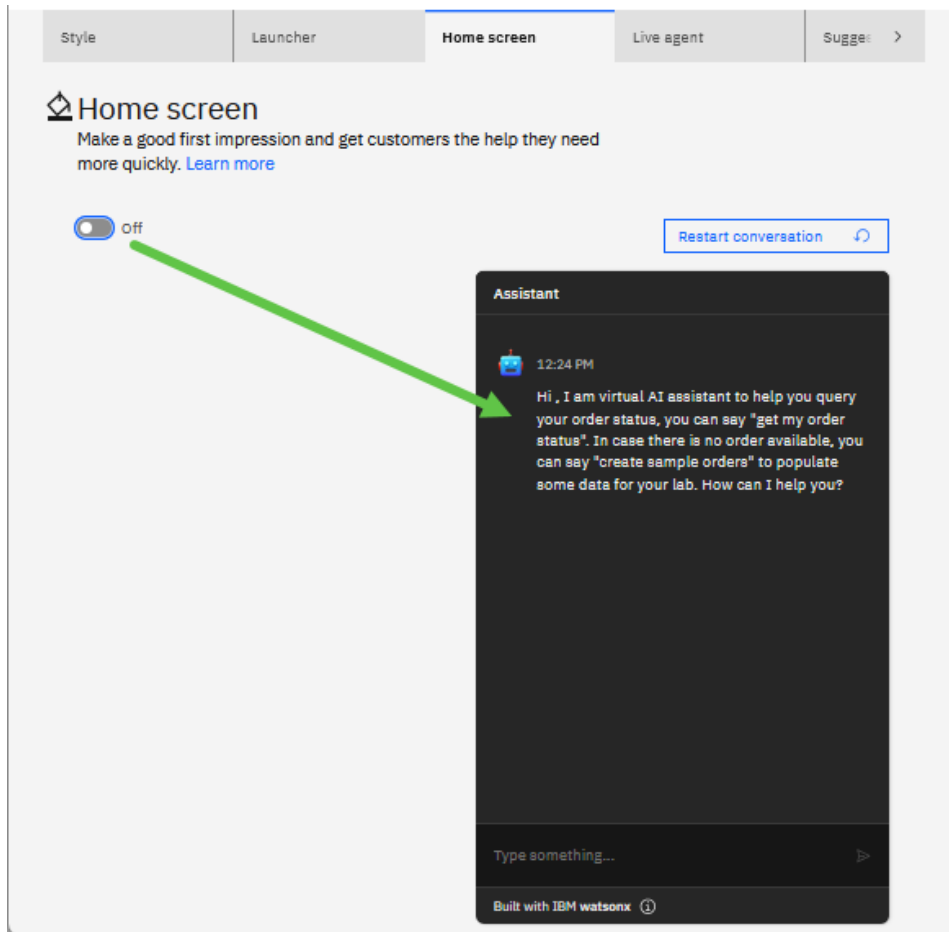 Style
Launcher
Home screen
Live agent
Home screen
Make a good first impression and get customers the help they need
more quickly. Learn more
Off
Restart conversation
Assistant
12:24 PM
Hi , I am virtual AI assistant to help you query
your order status, you can say "get my order
status". In case there is no order available, you
can say "create sample orders" to populate
some data for your lab. How can I help you?
Type something...
Built with IBM watsonx